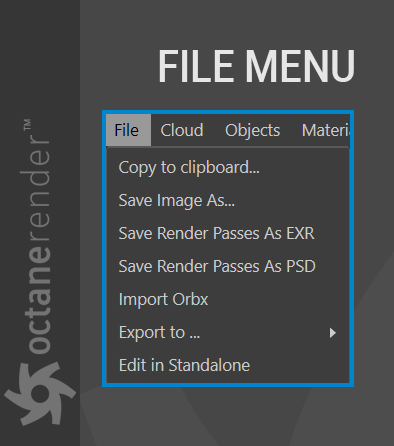 FILE MENU
File Cloud Objects Materi
Copy to clipboard...
Save Image As...
Save Render Passes As EXR
Save Render Passes As PSD
Import Orbx
Export to ...
Edit in Standalone
octanerender™